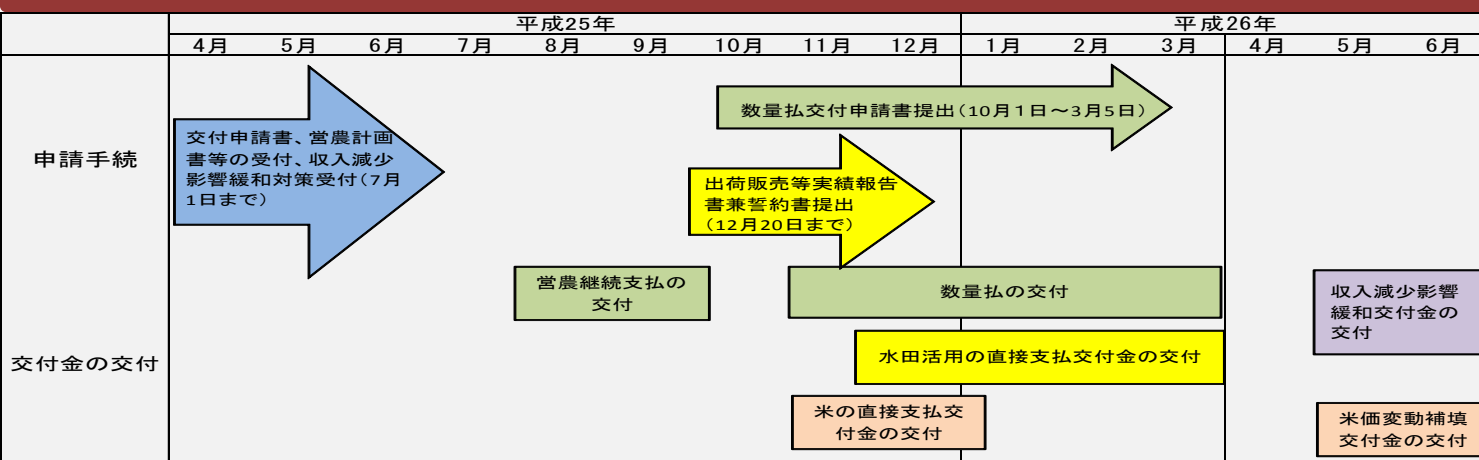 平成25年
平成26年
4月 5月 6月 7月 8月 9月 10月 11月 12月 1月 2月 3月 4月 5月 6月
申請手続
交付申請書、営農計画
書等の受付、収入減少
影響緩和対策受付(7月
1日まで)
数量払交付申請書提出(10月1日～3月5日)
出荷販売等実績報告
書兼誓約書提出
(12月20日まで)
交付金の交付
営農継続支払の
交付
数量払の交付
収入減少影響
緩和交付金の
交付
水田活用の直接支払交付金の交付
米の直接支払交
付金の交付
米価変動補填
交付金の交付